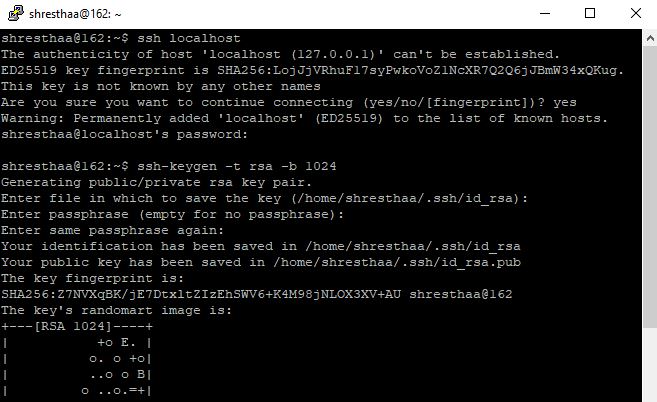 shresthaa@162: ~
shresthaa@162:~$ ssh localhost
The authenticity of host 'localhost (127.0.0.1)' can't be established.
ED25519 key fingerprint is SHA256:LojJjVRhuFl7syPwkoVoZ1NcXR7Q2Q6jJBmW34xQKug.
This key is not known by any other names
Are you sure you want to continue connecting (yes/no/[fingerprint])? yes
Warning: Permanently added 'localhost' (ED25519) to the list of known hosts.
shresthaa@localhost's password:
shresthaa@162:~$ ssh-keygen -t rsa -b 1024
Generating public/private rsa key pair.
Enter file in which to save the key (/home/shresthaa/.ssh/id_rsa):
Enter passphrase (empty for no passphrase):
Enter same passphrase again:
Your identification has been saved in /home/shresthaa/.ssh/id_rsa
Your public key has been saved in /home/shresthaa/.ssh/id_rsa.pub
The key fingerprint is:
SHA256:Z7NVXqBK/jE7DtxltZIzEhSWV6+K4M98jNLOX3XV+AU shresthaa@162
The key's randomart image is:
+---[RSA 1024]----+
|           +o E. |
|          o. o +o|
|          ..o o B|
|         o ..o.=+|